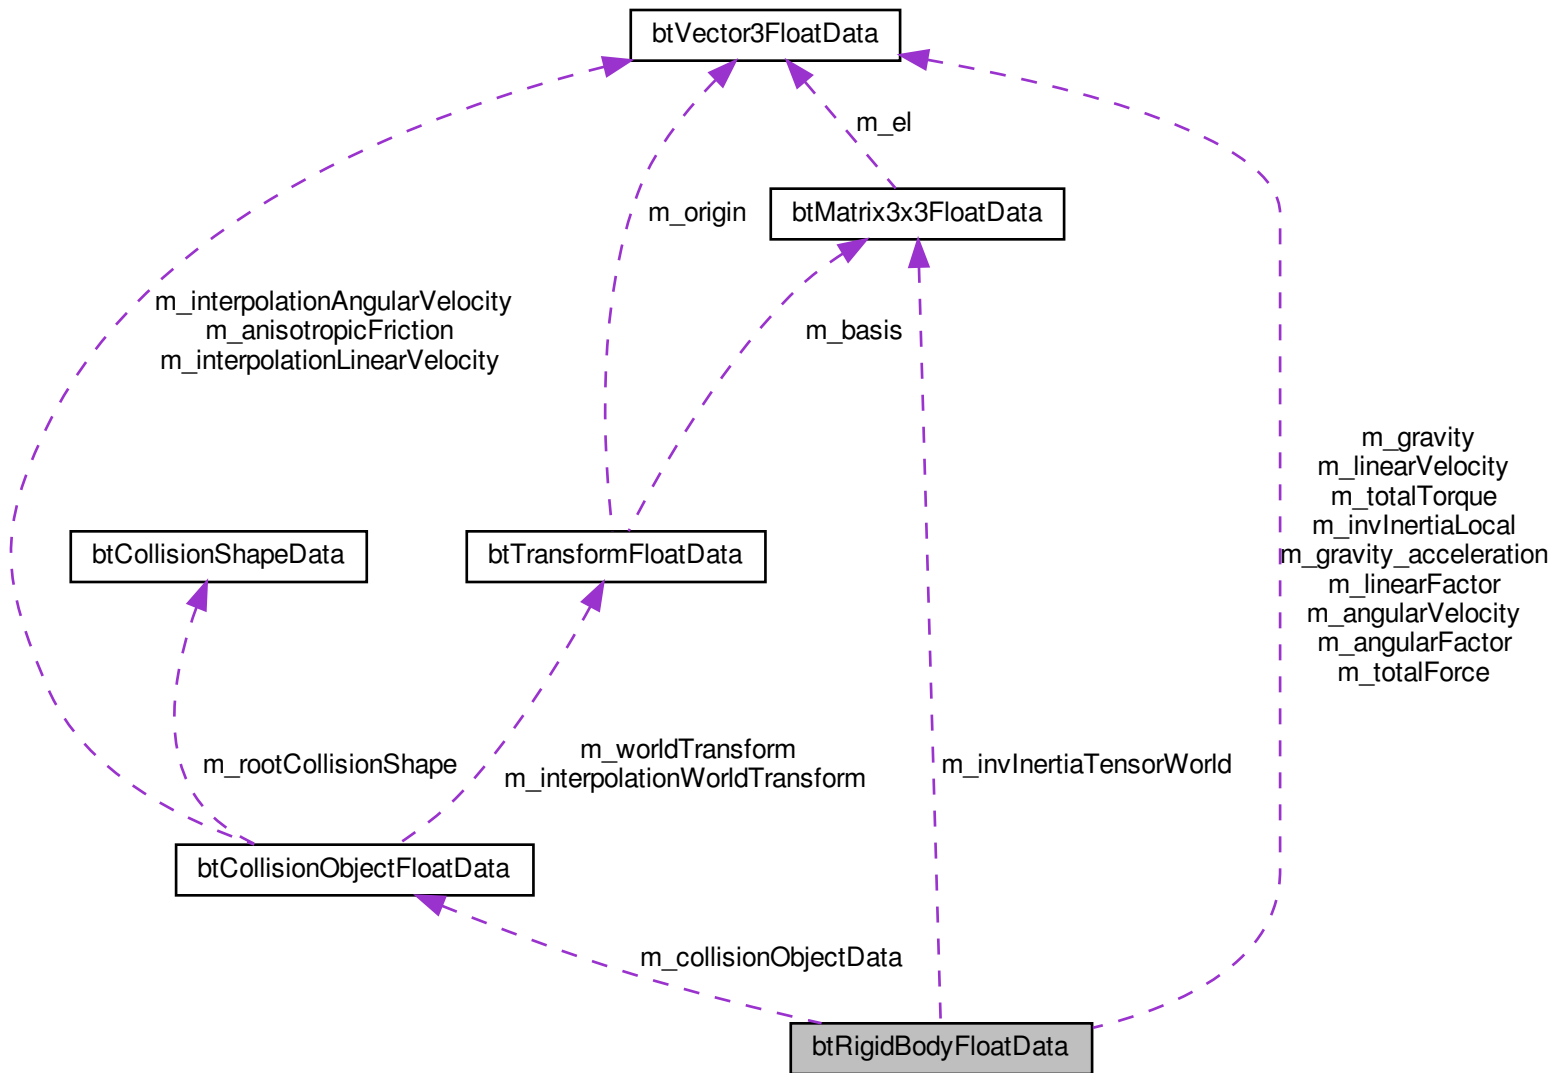 btVector3FloatData
m_el
btMatrix3x3FloatData
m_origin
m_interpolationAngularVelocity
m_anisotropicFriction
m_interpolationLinearVelocity
m_basis
m_gravity
m_linearVelocity
m_totalTorque
m_invInertiaLocal
m_gravity_acceleration
m_linearFactor
m_angularVelocity
m_angularFactor
m_totalForce
btCollisionShapeData
btTransformFloatData
m_rootCollisionShape
m_worldTransform
m_interpolationWorldTransform
m_invInertiaTensorWorld
btCollisionObjectFloatData
m_collisionObjectData
btRigidBodyFloatData